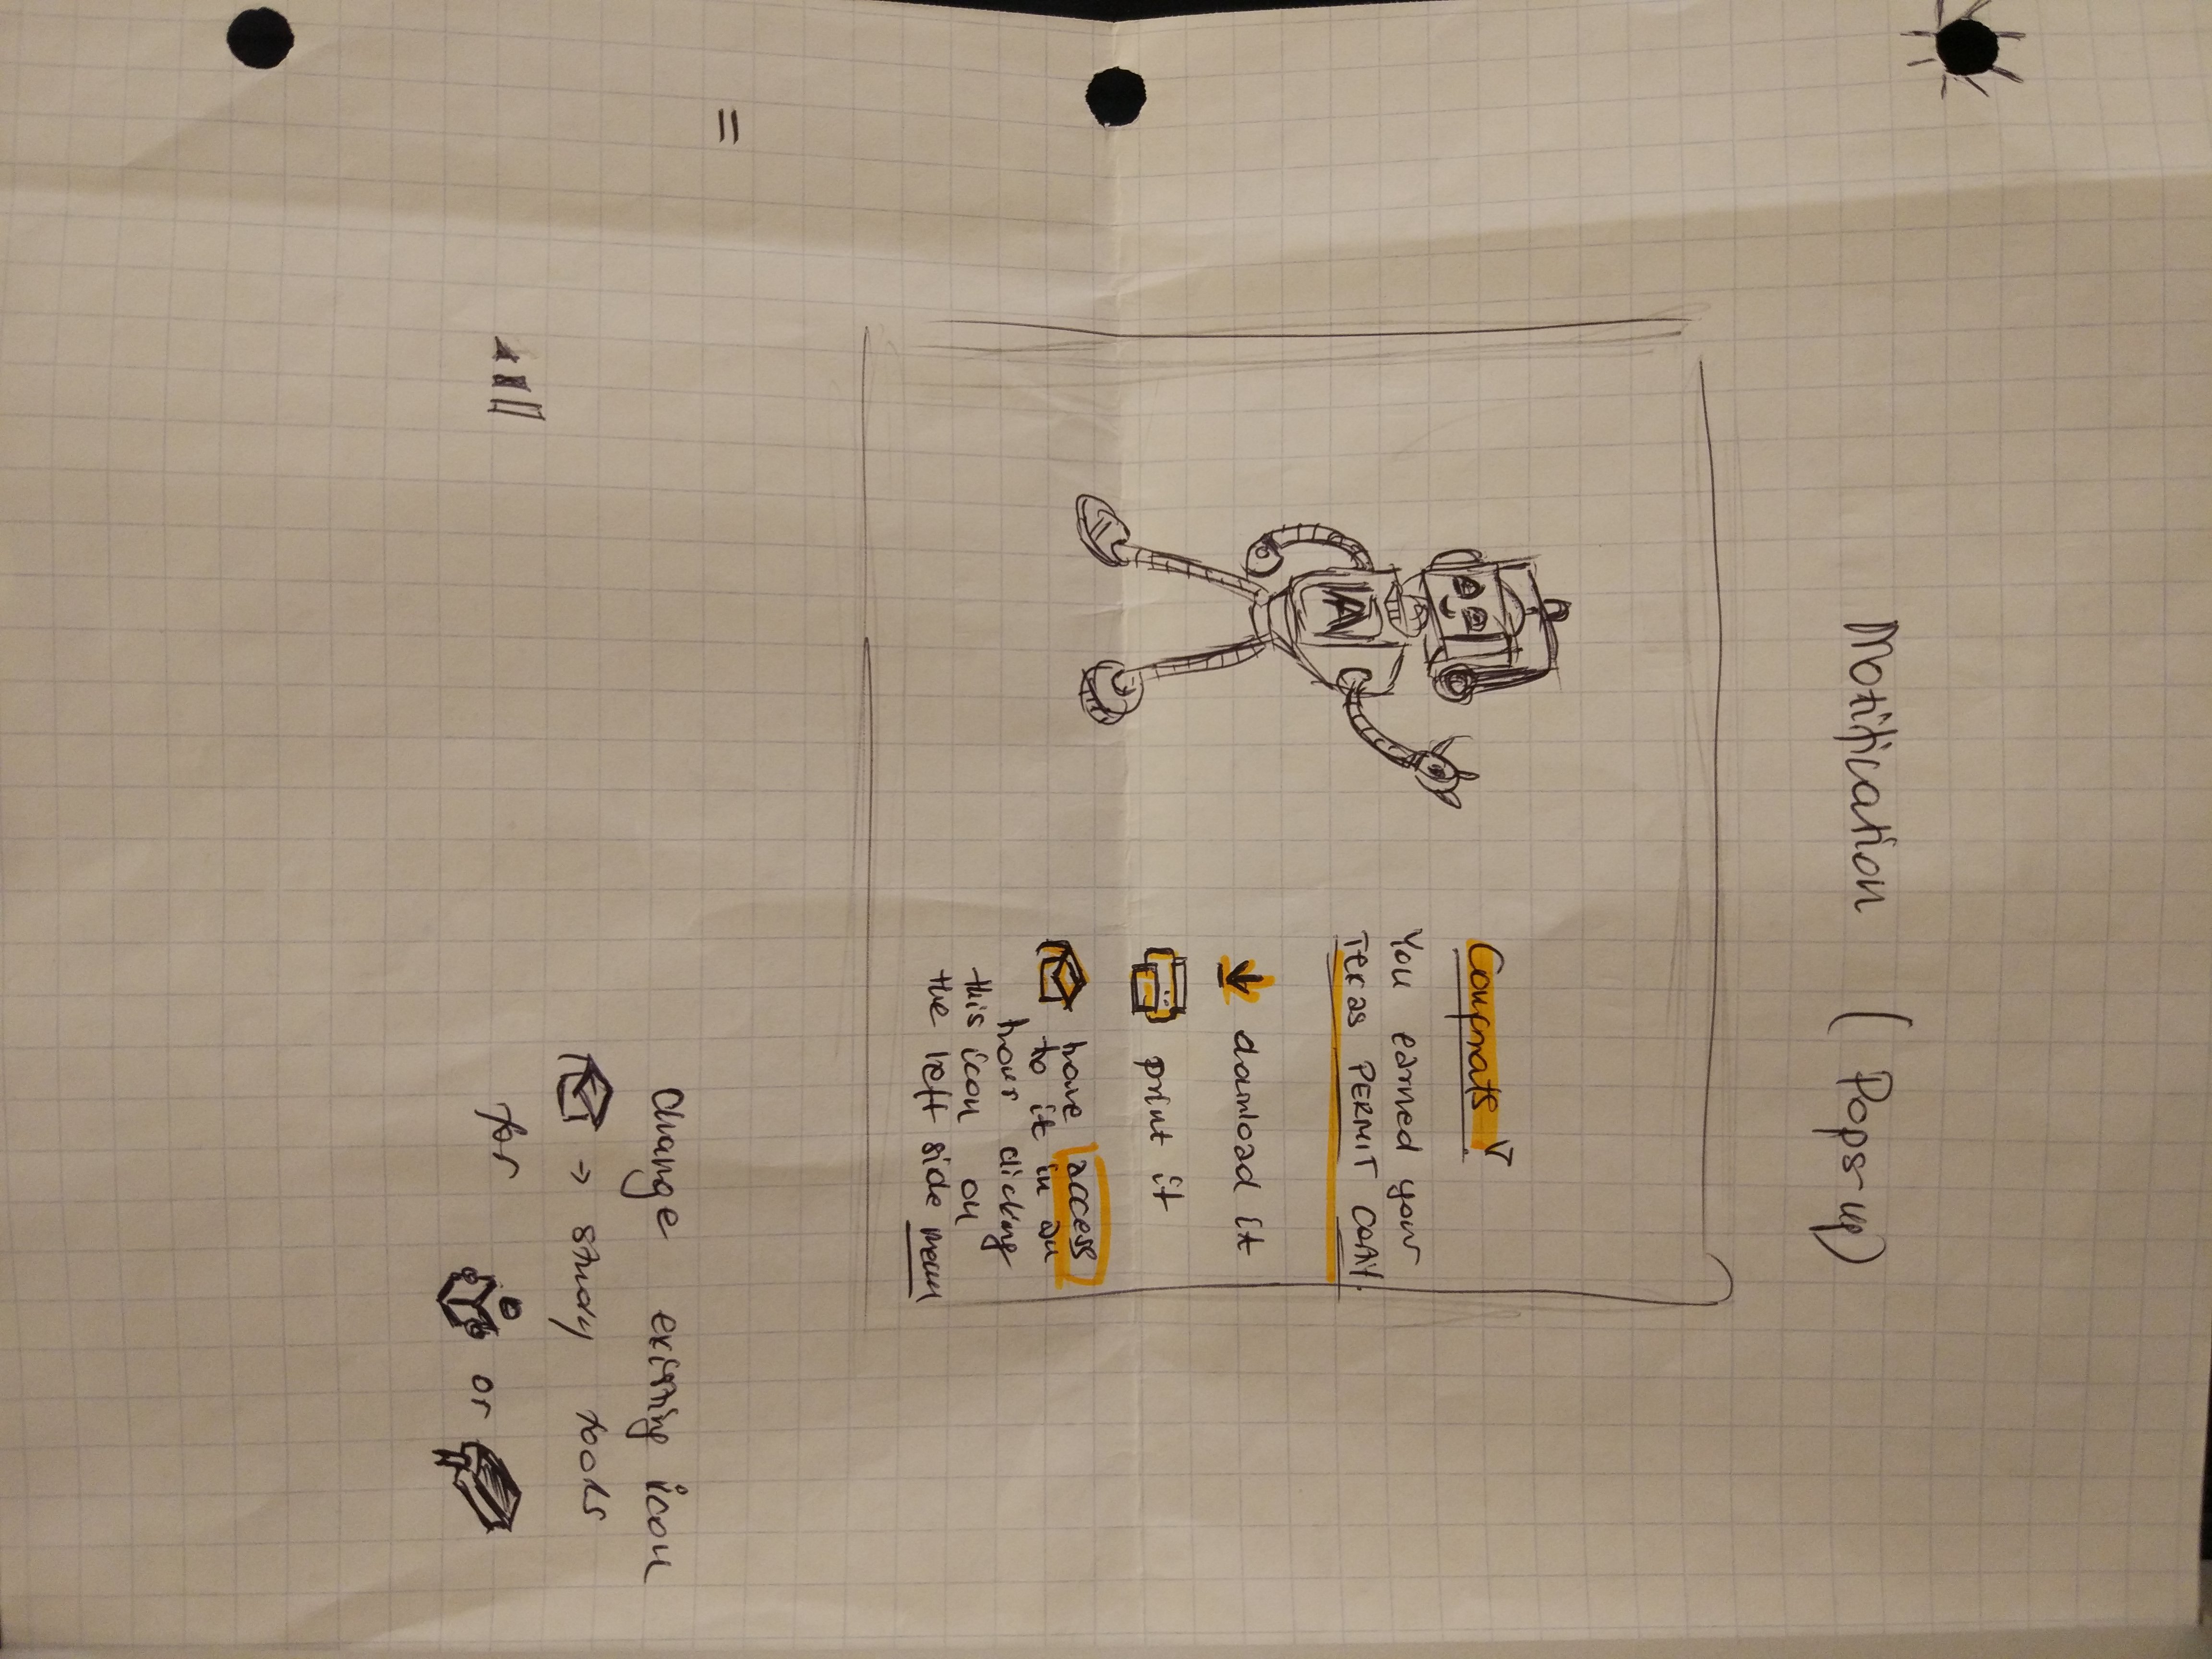 Notification (Pops-up)
A
Congrats!
You earned your
Texas PERMIT Certif.
download it
print it
have access
to it in an
hour clicking
this icon on
the left side menu
=
change existing icon
→ study tools
for or